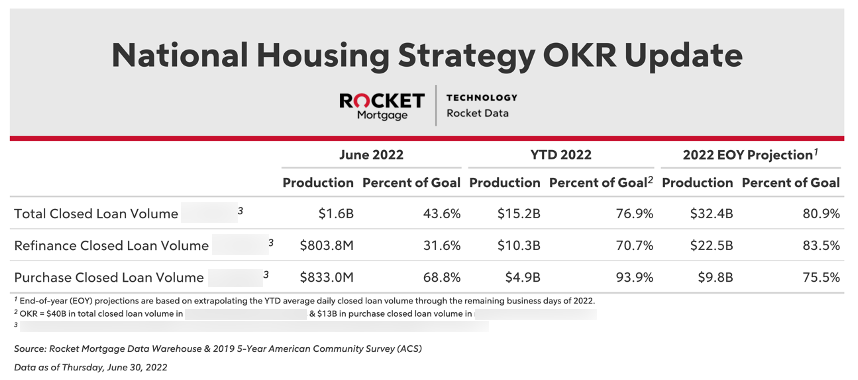 National Housing Strategy OKR Update
ROCKET Mortgage | TECHNOLOGY Rocket Data
June 2022 YTD 2022 2022 EOY Projection¹
Production Percent of Goal Production Percent of Goal² Production Percent of Goal
Total Closed Loan Volume ³ $1.6B 43.6% $15.2B 76.9% $32.4B 80.9%
Refinance Closed Loan Volume ³ $803.8M 31.6% $10.3B 70.7% $22.5B 83.5%
Purchase Closed Loan Volume ³ $833.0M 68.8% $4.9B 93.9% $9.8B 75.5%
¹ End-of-year (EOY) projections are based on extrapolating the YTD average daily closed loan volume through the remaining business days of 2022.
² OKR = $40B in total closed loan volume in & $13B in purchase closed loan volume in
³
Source: Rocket Mortgage Data Warehouse & 2019 5-Year American Community Survey (ACS)
Data as of Thursday, June 30, 2022